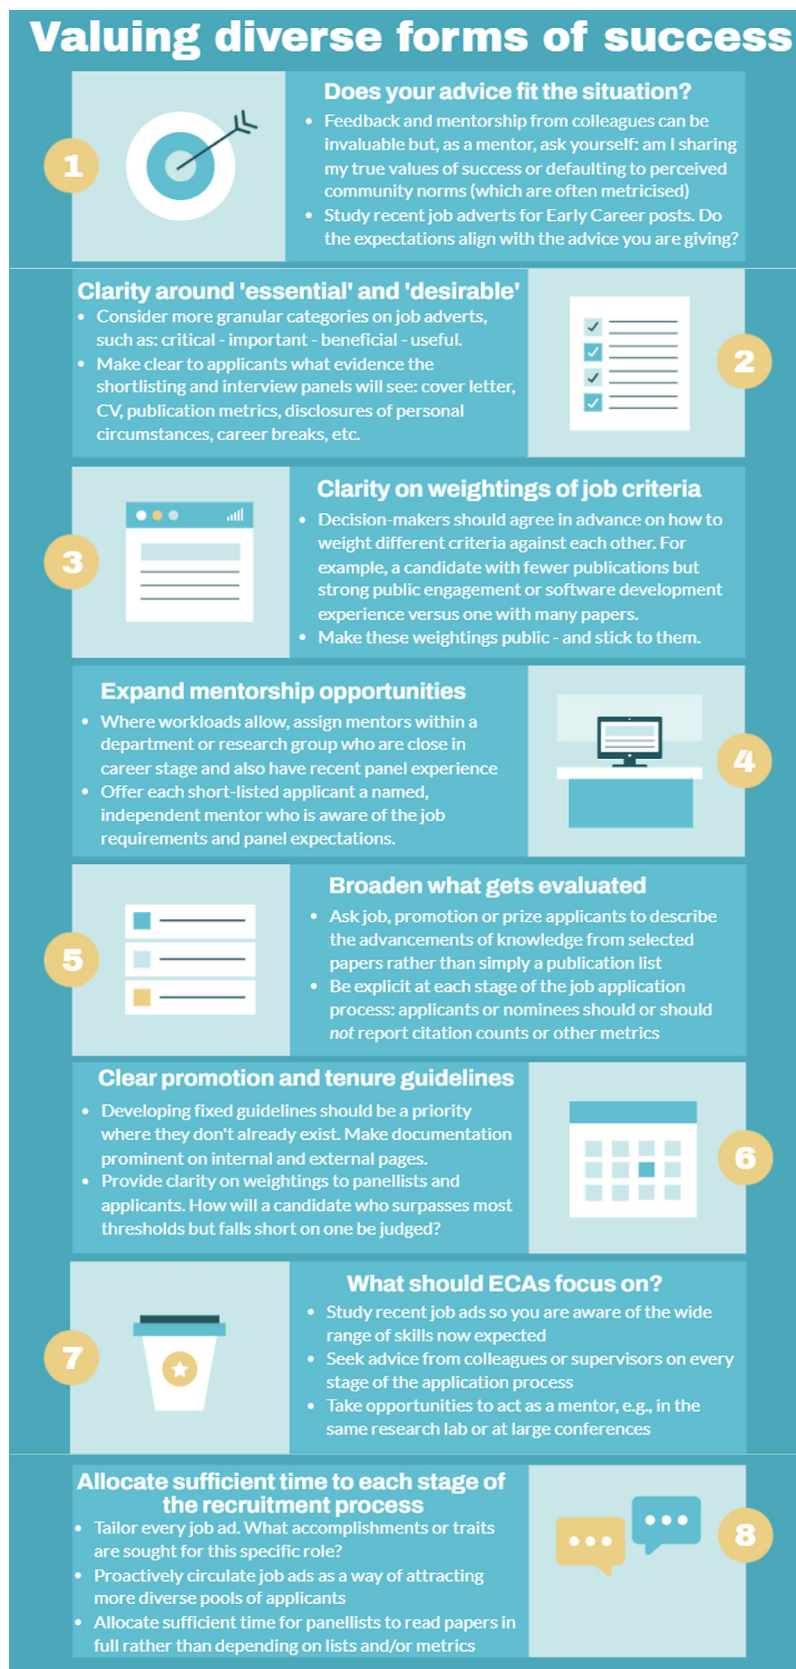 Valuing diverse forms of success
1
Does your advice fit the situation?
• Feedback and mentorship from colleagues can be
invaluable but, as a mentor, ask yourself: am I sharing
my true values of success or defaulting to perceived
community norms (which are often metricised)
• Study recent job adverts for Early Career posts. Do
the expectations align with the advice you are giving?
Clarity around 'essential' and 'desirable'
• Consider more granular categories on job adverts,
such as: critical - important - beneficial - useful.
• Make clear to applicants what evidence the
shortlisting and interview panels will see: cover letter,
CV, publication metrics, disclosures of personal
circumstances, career breaks, etc.
2
3
Clarity on weightings of job criteria
• Decision-makers should agree in advance on how to
weight different criteria against each other. For
example, a candidate with fewer publications but
strong public engagement or software development
experience versus one with many papers.
• Make these weightings public - and stick to them.
Expand mentorship opportunities
• Where workloads allow, assign mentors within a
department or research group who are close in
career stage and also have recent panel experience
• Offer each short-listed applicant a named,
independent mentor who is aware of the job
requirements and panel expectations.
4
5
Broaden what gets evaluated
• Ask job, promotion or prize applicants to describe
the advancements of knowledge from selected
papers rather than simply a publication list
• Be explicit at each stage of the job application
process: applicants or nominees should or should
not report citation counts or other metrics
Clear promotion and tenure guidelines
• Developing fixed guidelines should be a priority
where they don't already exist. Make documentation
prominent on internal and external pages.
• Provide clarity on weightings to panellists and
applicants. How will a candidate who surpasses most
thresholds but falls short on one be judged?
6
7
What should ECAs focus on?
• Study recent job ads so you are aware of the wide
range of skills now expected
• Seek advice from colleagues or supervisors on every
stage of the application process
• Take opportunities to act as a mentor, e.g., in the
same research lab or at large conferences
Allocate sufficient time to each stage of
the recruitment process
• Tailor every job ad. What accomplishments or traits
are sought for this specific role?
• Proactively circulate job ads as a way of attracting
more diverse pools of applicants
• Allocate sufficient time for panellists to read papers in
full rather than depending on lists and/or metrics
8